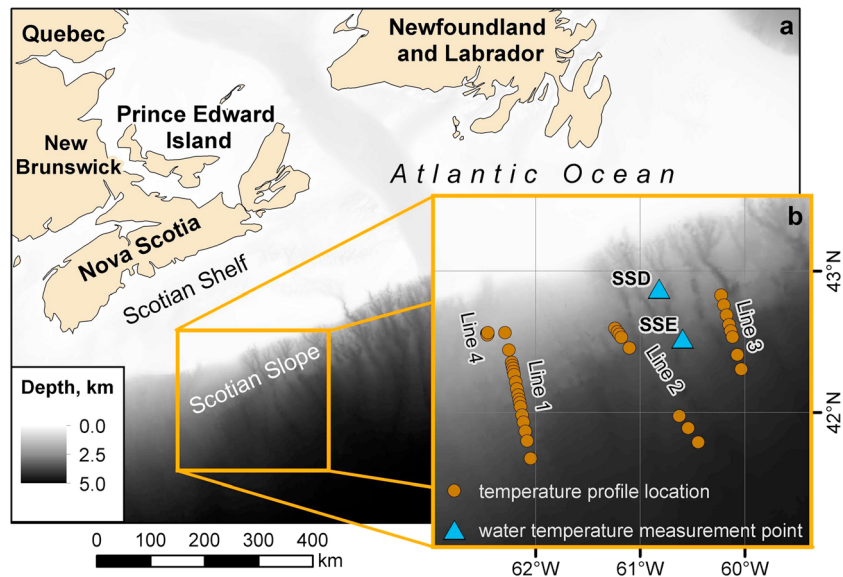 Quebec
Newfoundland
and Labrador
a
Prince Edward
Island
New
Brunswick
Atlantic Ocean
Nova Scotia
Scotian Shelf
Scotian Slope
b
SSD
SSE
43°N
42°N
Line 4
Line 1
Line 2
Line 3
Depth, km
0.0
2.5
5.0
temperature profile location
water temperature measurement point
0 100 200 300 400
km
62°W 61°W 60°W